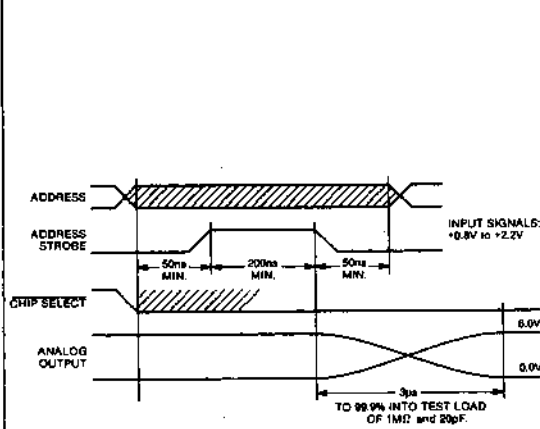 ADDRESS
ADDRESS
STROBE
INPUT SIGNALS:
+0.8V to +2.2V
50ns
MIN.
200ns
MIN.
50ns
MIN.
CHIP SELECT
6.0V
ANALOG
OUTPUT
0.0V
3µs
TO 99.9% INTO TEST LOAD
OF 1MΩ and 20pF.